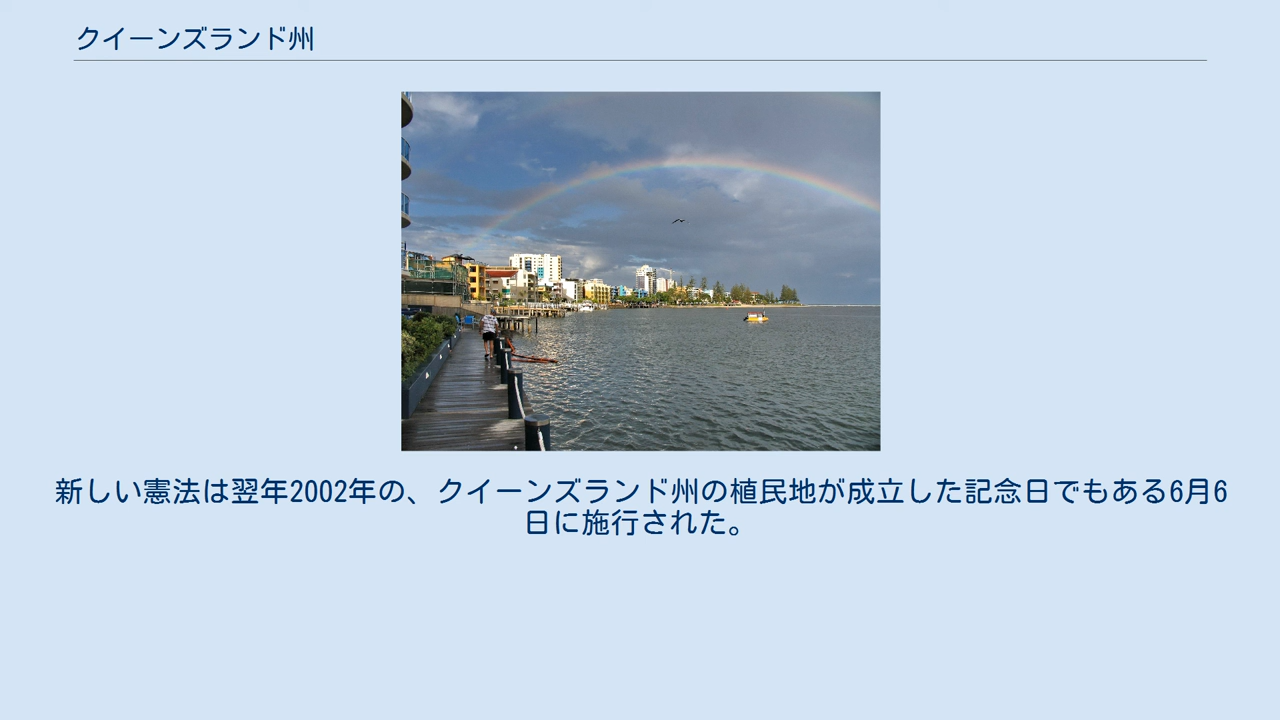 クイーンズランド州
新しい憲法は翌年2002年の、クイーンズランド州の植民地が成立した記念日でもある6月6
日に施行された。